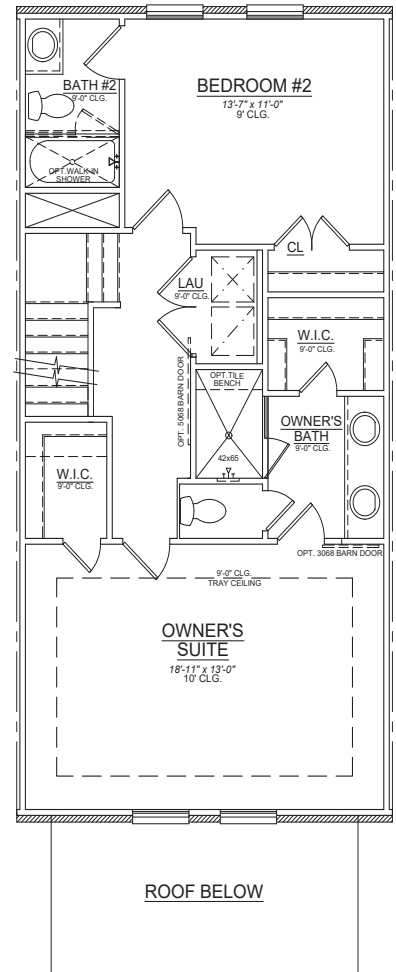 BATH #2
9'-0" CLG.
BEDROOM #2
13'-7" x 11'-0"
9' CLG.
OPT.WALK IN
SHOWER
CL
LAU
9'-0" CLG.
W.I.C.
9'-0" CLG.
OPT. 5068 BARN DOOR
OPT.TILE
BENCH
42x65
OWNER'S
BATH
9'-0" CLG.
W.I.C.
9'-0" CLG.
OPT. 3068 BARN DOOR
9'-0" CLG.
TRAY CEILING
OWNER'S
SUITE
18'-11" x 13'-0"
10' CLG.
ROOF BELOW